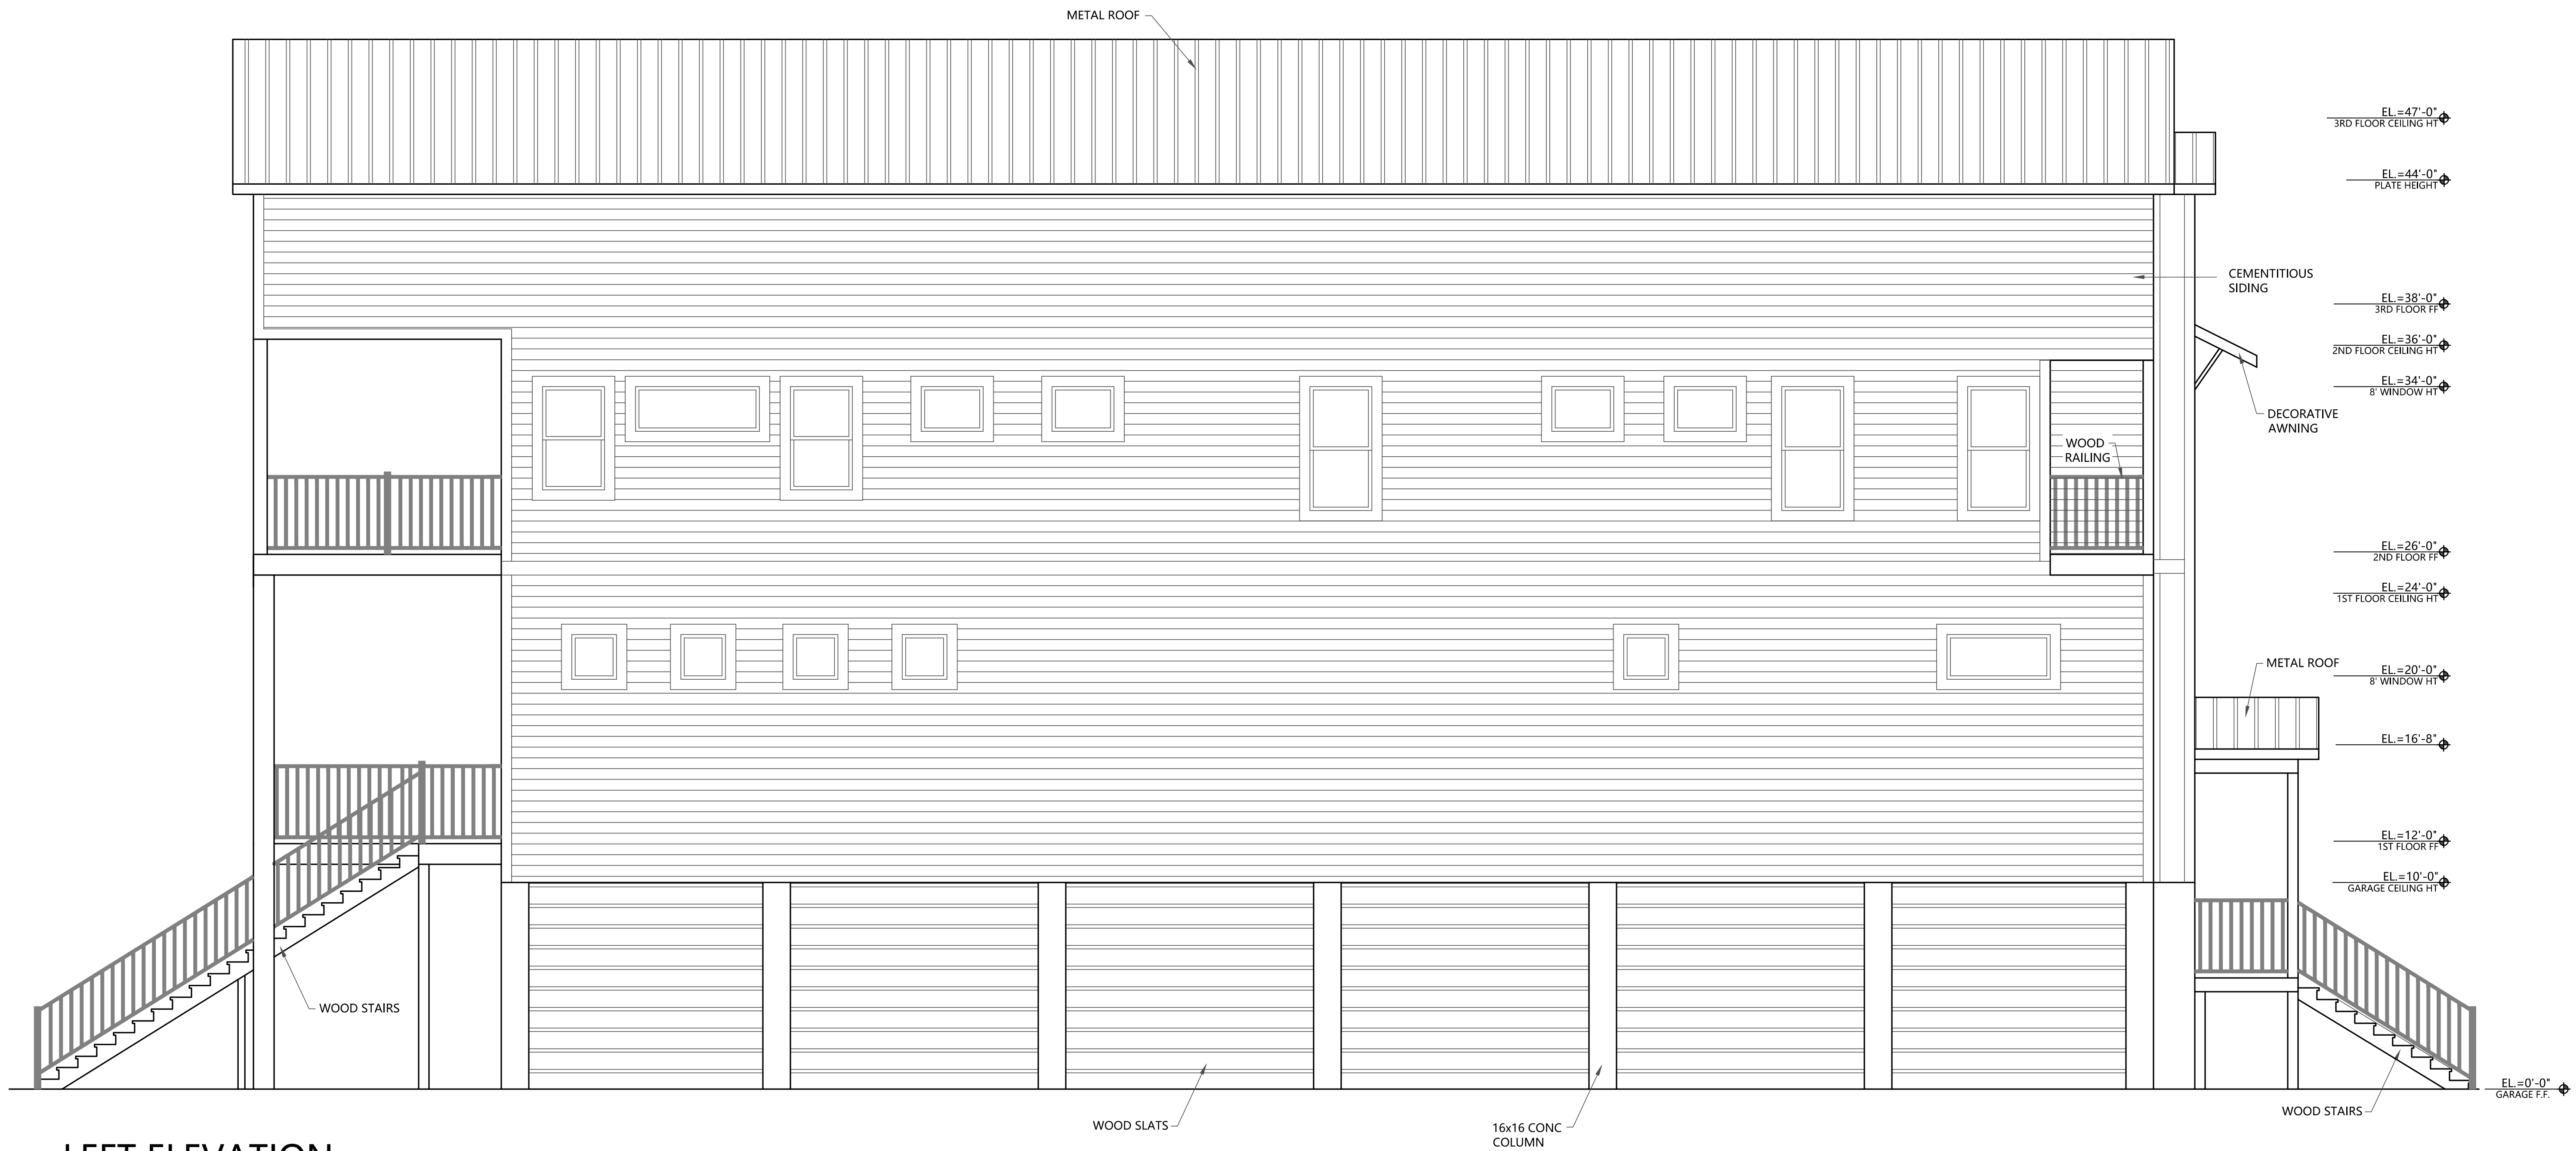 METAL ROOF
EL.=47'-0"
3RD FLOOR CEILING HT
EL.=44'-0"
PLATE HEIGHT
CEMENTITIOUS
SIDING
EL.=38'-0"
3RD FLOOR FF
EL.=36'-0"
2ND FLOOR CEILING HT
EL.=34'-0"
8' WINDOW HT
DECORATIVE
AWNING
WOOD
RAILING
EL.=26'-0"
2ND FLOOR FF
EL.=24'-0"
1ST FLOOR CEILING HT
METAL ROOF
EL.=20'-0"
8' WINDOW HT
EL.=16'-8"
EL.=12'-0"
1ST FLOOR FF
EL.=10'-0"
GARAGE CEILING HT
WOOD STAIRS
EL.=0'-0"
GARAGE F.F.
WOOD STAIRS
WOOD SLATS
16x16 CONC
COLUMN
LEFT ELEVATION